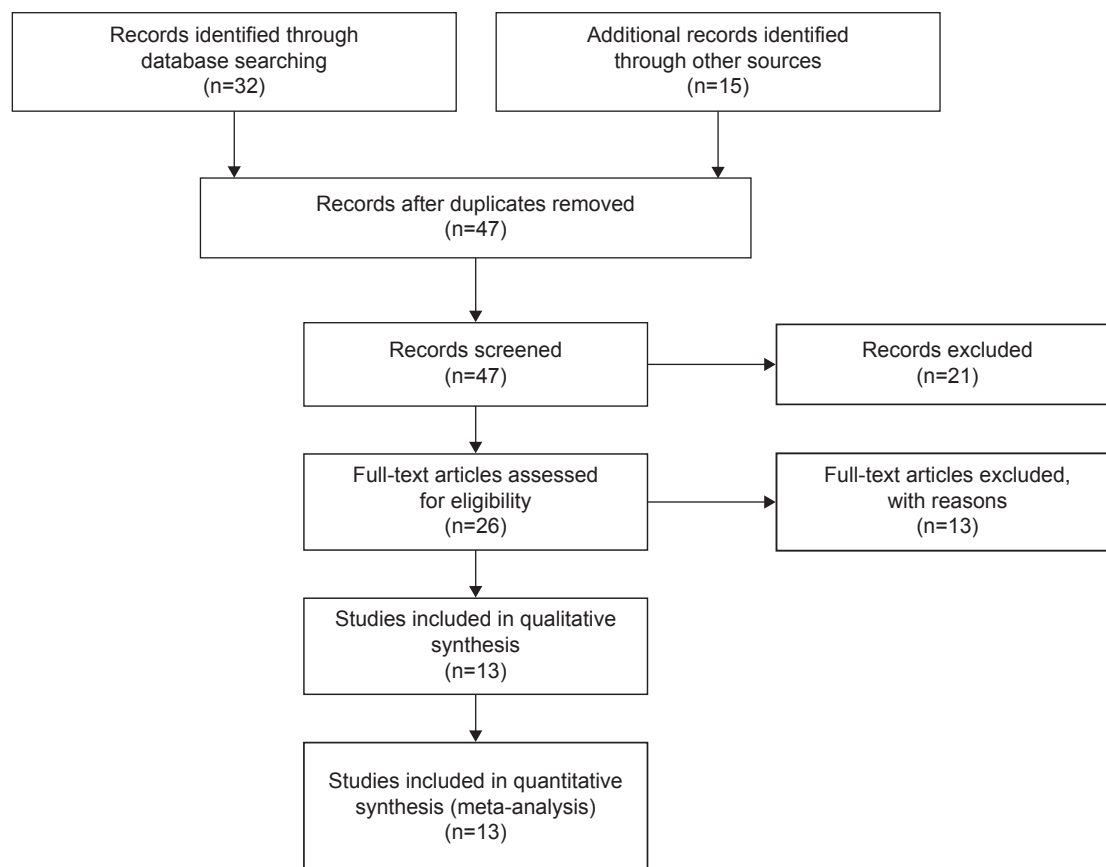 Records identified through
database searching
(n=32)
Additional records identified
through other sources
(n=15)
Records after duplicates removed
(n=47)
Records screened
(n=47)
Records excluded
(n=21)
Full-text articles assessed
for eligibility
(n=26)
Full-text articles excluded,
with reasons
(n=13)
Studies included in qualitative
synthesis
(n=13)
Studies included in quantitative
synthesis (meta-analysis)
(n=13)